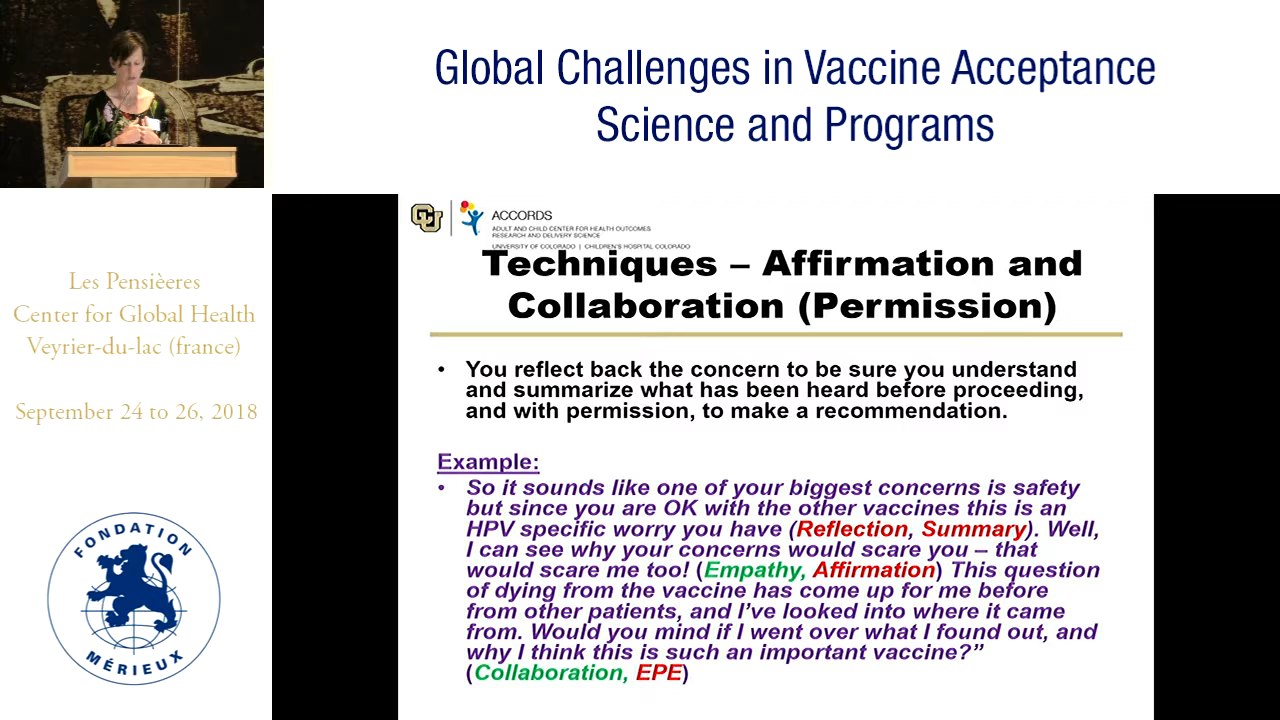 Global Challenges in Vaccine Acceptance
Science and Programs
Les Pensièeres
Center for Global Health
Veyrier-du-lac (france)
September 24 to 26, 2018
FONDATION
MÉRIEUX
CU
ACCORDS
ADULT AND CHILD CENTER FOR HEALTH OUTCOMES
RESEARCH AND DELIVERY SCIENCE
UNIVERSITY OF COLORADO | CHILDREN'S HOSPITAL COLORADO
Techniques – Affirmation and
Collaboration (Permission)
• You reflect back the concern to be sure you understand
and summarize what has been heard before proceeding,
and with permission, to make a recommendation.
Example:
• So it sounds like one of your biggest concerns is safety
but since you are OK with the other vaccines this is an
HPV specific worry you have (Reflection, Summary). Well,
I can see why your concerns would scare you – that
would scare me too! (Empathy, Affirmation) This question
of dying from the vaccine has come up for me before
from other patients, and I've looked into where it came
from. Would you mind if I went over what I found out, and
why I think this is such an important vaccine?”
(Collaboration, EPE)